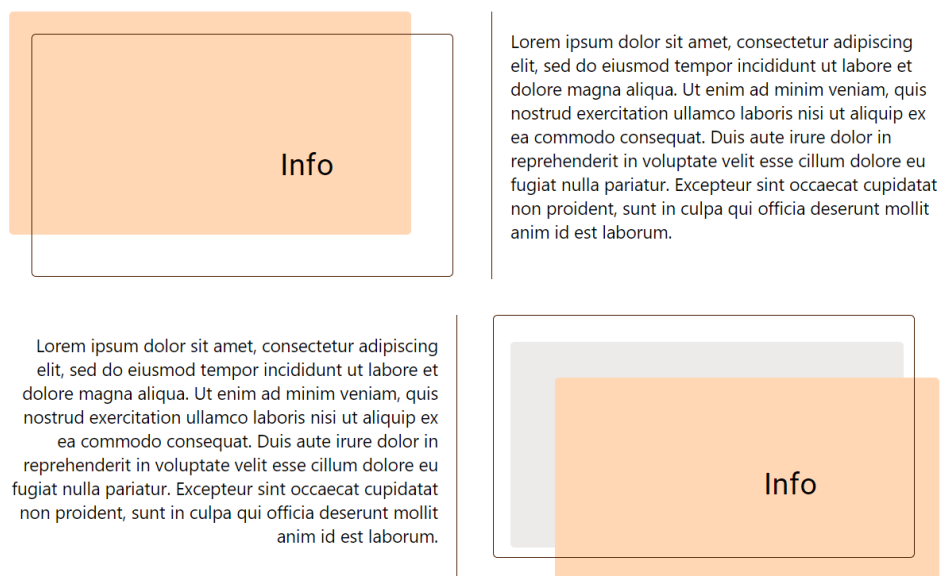 Info
Lorem ipsum dolor sit amet, consectetur adipiscing
elit, sed do eiusmod tempor incididunt ut labore et
dolore magna aliqua. Ut enim ad minim veniam, quis
nostrud exercitation ullamco laboris nisi ut aliquip ex
ea commodo consequat. Duis aute irure dolor in
reprehenderit in voluptate velit esse cillum dolore eu
fugiat nulla pariatur. Excepteur sint occaecat cupidatat
non proident, sunt in culpa qui officia deserunt mollit
anim id est laborum.
Lorem ipsum dolor sit amet, consectetur adipiscing
elit, sed do eiusmod tempor incididunt ut labore et
dolore magna aliqua. Ut enim ad minim veniam, quis
nostrud exercitation ullamco laboris nisi ut aliquip ex
ea commodo consequat. Duis aute irure dolor in
reprehenderit in voluptate velit esse cillum dolore eu
fugiat nulla pariatur. Excepteur sint occaecat cupidatat
non proident, sunt in culpa qui officia deserunt mollit
anim id est laborum.
Info